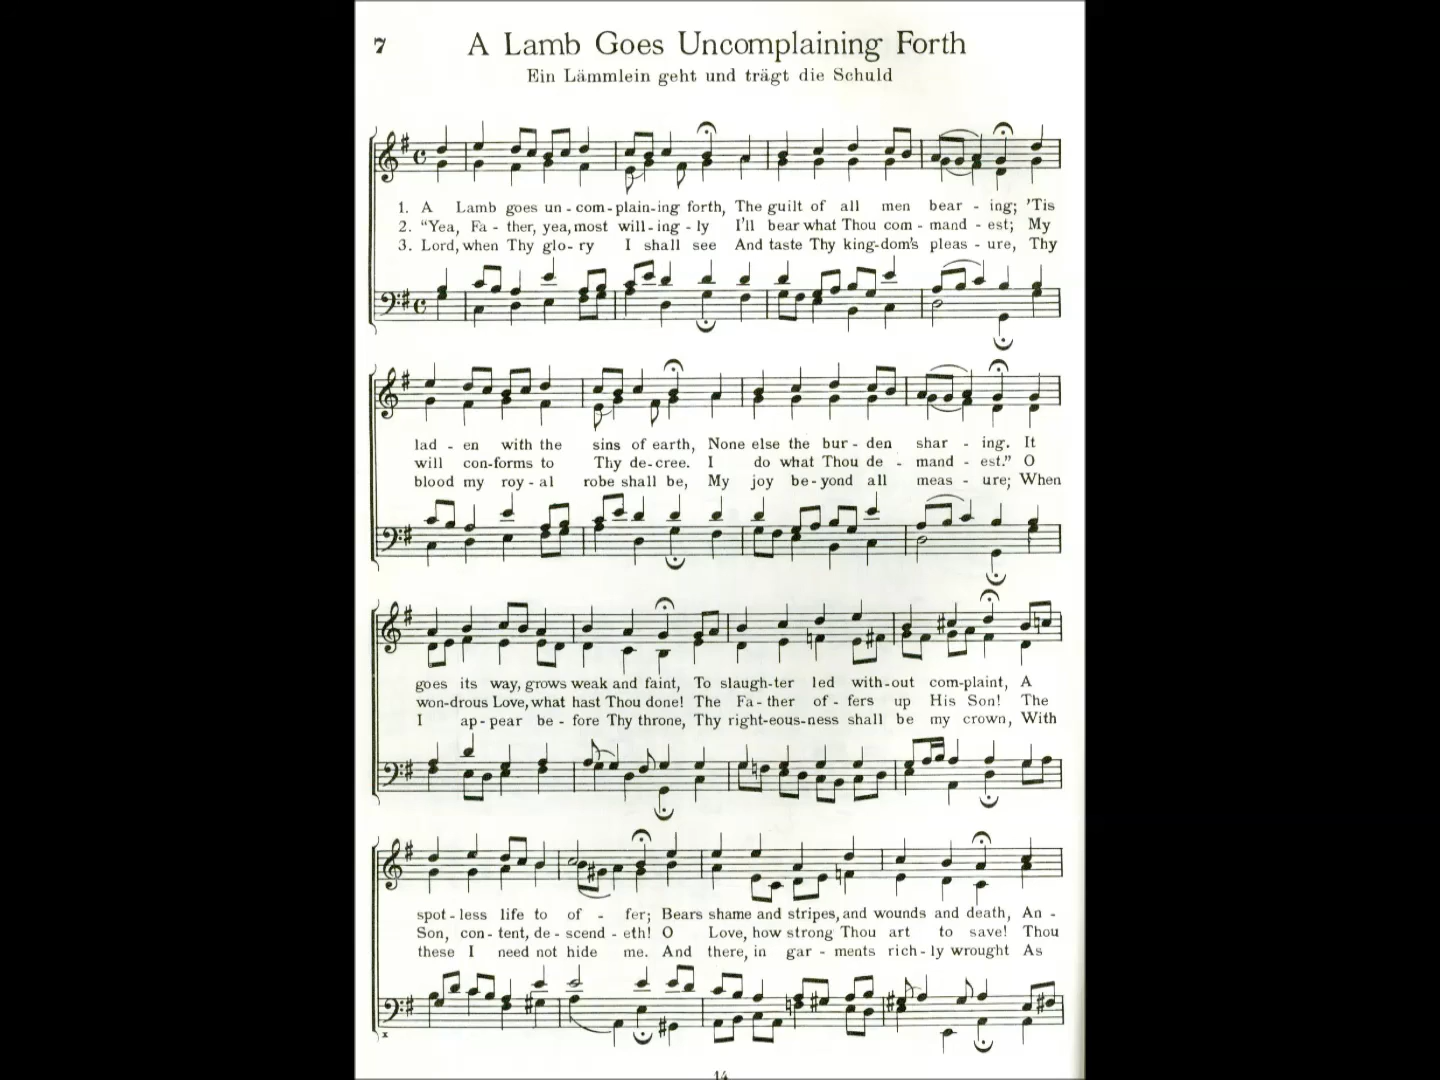 7 A Lamb Goes Uncomplaining Forth
Ein Lämmlein geht und trägt die Schuld
1. A Lamb goes un - com - plain-ing forth, The guilt of all men bear - ing; 'Tis
2. “Yea, Fa - ther, yea, most will - ing - ly I'll bear what Thou com - mand - est; My
3. Lord, when Thy glo - ry I shall see And taste Thy king-dom's pleas - ure, Thy
lad - en with the sins of earth, None else the bur - den shar - ing. It
will con-forms to Thy de-cree. I do what Thou de - mand - est.” O
blood my roy - al robe shall be, My joy be - yond all meas - ure; When
goes its way, grows weak and faint, To slaugh-ter led with-out com-plaint, A
won-drous Love, what hast Thou done! The Fa - ther of - fers up His Son! The
I ap - pear be - fore Thy throne, Thy right-eous-ness shall be my crown, With
spot - less life to of - fer; Bears shame and stripes, and wounds and death, An -
Son, con - tent, de - scend - eth! O Love, how strong Thou art to save! Thou
these I need not hide me. And there, in gar - ments rich - ly wrought As
14